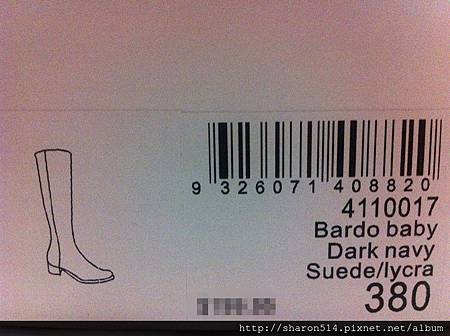 9 326071 408820
4110017
Bardo baby
Dark navy
Suede/lycra
380
http://sharon514.pixnet.net/album